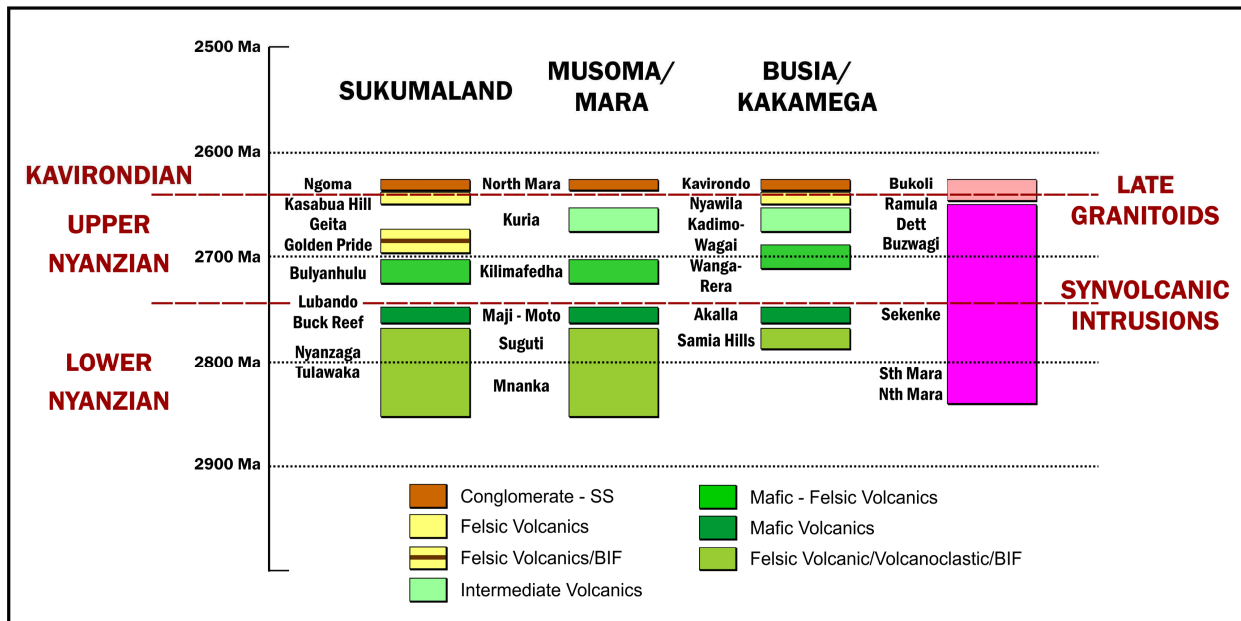 2500 Ma
SUKUMALAND
MUSOMA/
MARA
BUSIA/
KAKAMEGA
2600 Ma
KAVIRONDIAN
UPPER
NYANZIAN
LOWER
NYANZIAN
2700 Ma
2800 Ma
2900 Ma
Ngoma
Kasabua Hill
Geita
Golden Pride
Bulyanhulu
Lubando
Buck Reef
Nyanzaga
Tulawaka
North Mara
Kuria
Kilimafedha
Maji - Moto
Suguti
Mnanka
Kavirondo
Nyawila
Kadimo-
Wagai
Wanga-
Rera
Akalla
Samia Hills
Bukoli
Ramula
Dett
Buzwagi
Sekenke
Sth Mara
Nth Mara
LATE
GRANITOIDS
SYNVOLCANIC
INTRUSIONS
Conglomerate - SS
Felsic Volcanics
Felsic Volcanics/BIF
Intermediate Volcanics
Mafic - Felsic Volcanics
Mafic Volcanics
Felsic Volcanic/Volcanoclastic/BIF